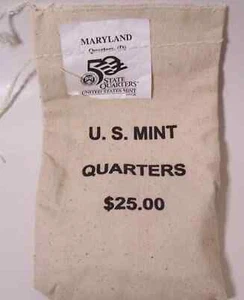 MARYLAND
Quarters, (D)
50
STATE
QUARTERS
UNITED STATES MINT
U. S. MINT
QUARTERS
$25.00